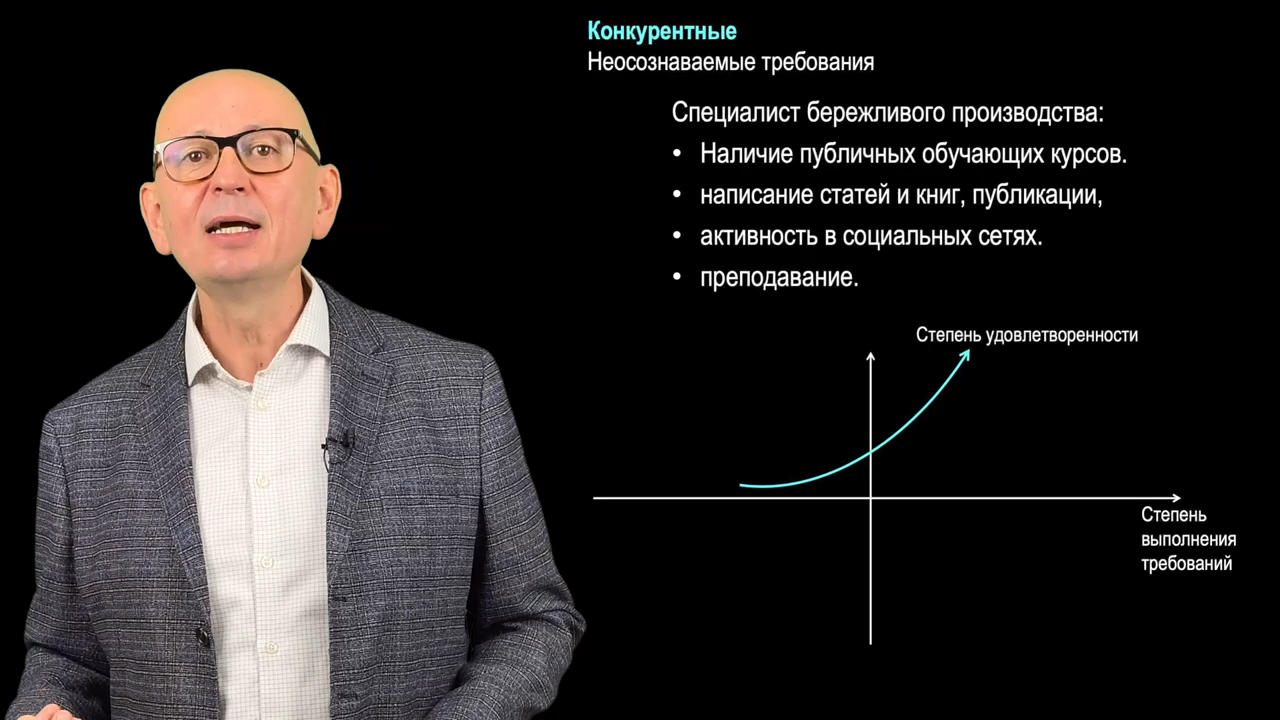 Конкурентные
Неосознаваемые требования
Специалист бережливого производства:
• Наличие публичных обучающих курсов.
• написание статей и книг, публикации,
• активность в социальных сетях.
• преподавание.
Степень удовлетворенности
Степень
выполнения
требований